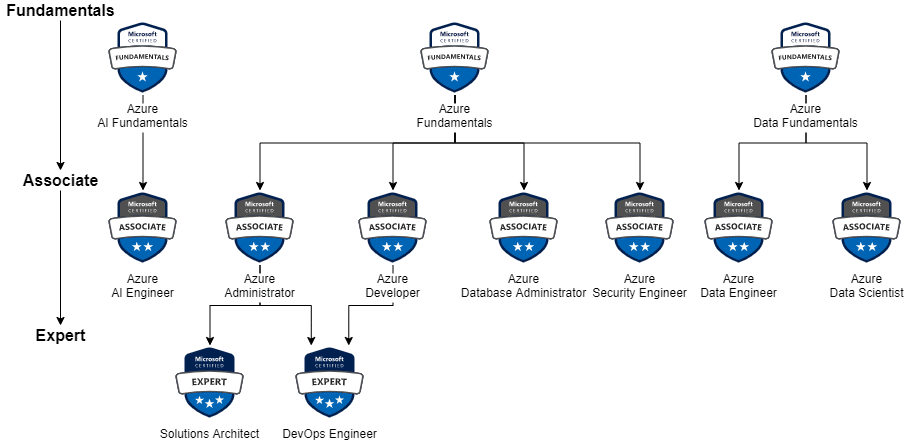 Fundamentals
Microsoft
CERTIFIED
FUNDAMENTALS
Azure
AI Fundamentals
Microsoft
CERTIFIED
FUNDAMENTALS
Azure
Fundamentals
Microsoft
CERTIFIED
FUNDAMENTALS
Azure
Data Fundamentals
Associate
Microsoft
CERTIFIED
ASSOCIATE
Azure
AI Engineer
Microsoft
CERTIFIED
ASSOCIATE
Azure
Administrator
Microsoft
CERTIFIED
ASSOCIATE
Azure
Developer
Microsoft
CERTIFIED
ASSOCIATE
Azure
Database Administrator
Microsoft
CERTIFIED
ASSOCIATE
Azure
Security Engineer
Microsoft
CERTIFIED
ASSOCIATE
Azure
Data Engineer
Microsoft
CERTIFIED
ASSOCIATE
Azure
Data Scientist
Expert
Microsoft
CERTIFIED
EXPERT
Solutions Architect
Microsoft
CERTIFIED
EXPERT
DevOps Engineer